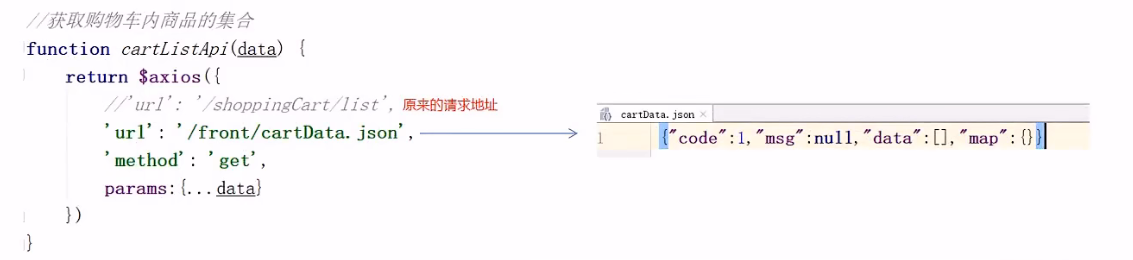 //获取购物车内商品的集合
function cartListApi(data) {
return $axios({
//'url': '/shoppingCart/list', 原来的请求地址
'url': '/front/cartData.json',
'method': 'get',
params:{...data}
})
}
cartData.json
1 {"code":1,"msg":null,"data":[],"map":{}}